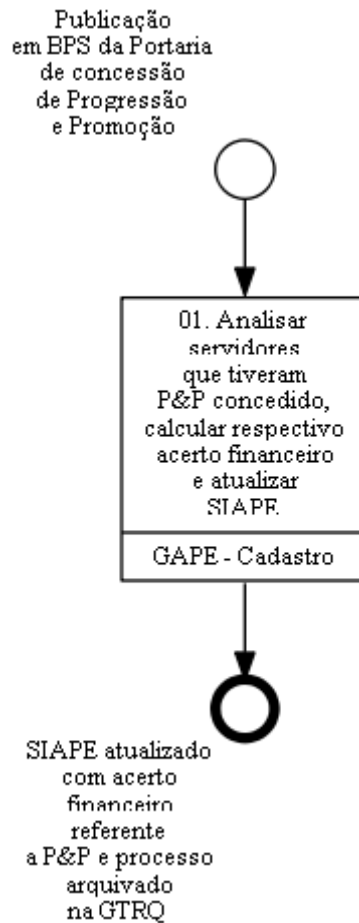 Publicação
em BPS da Portaria
de concessão
de Progressão
e Promoção
01. Analisar
servidores
que tiveram
P&P concedido,
calcular respectivo
acerto financeiro
e atualizar
SIAPE
GAPE - Cadastro
SIAPE atualizado
com acerto
financeiro
referente
a P&P e processo
arquivado
na GTRQ